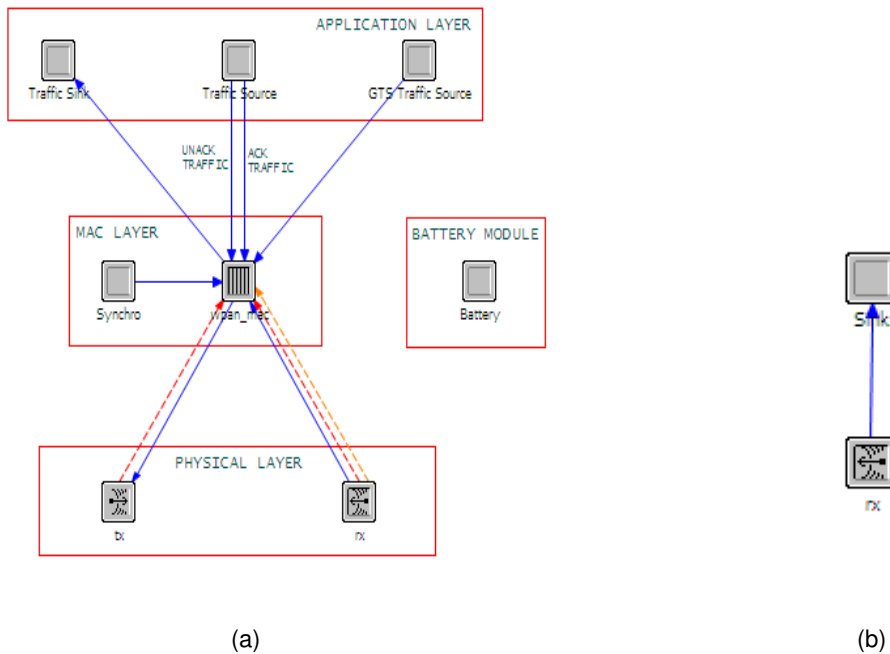 APPLICATION LAYER
Traffic Sink
Traffic Source
GTS Traffic Source
UNACK
TRAFFIC
ACK
TRAFFIC
MAC LAYER
BATTERY MODULE
Synchro
wpan_mac
Battery
Sink
PHYSICAL LAYER
tx
rx
rx
(a)
(b)